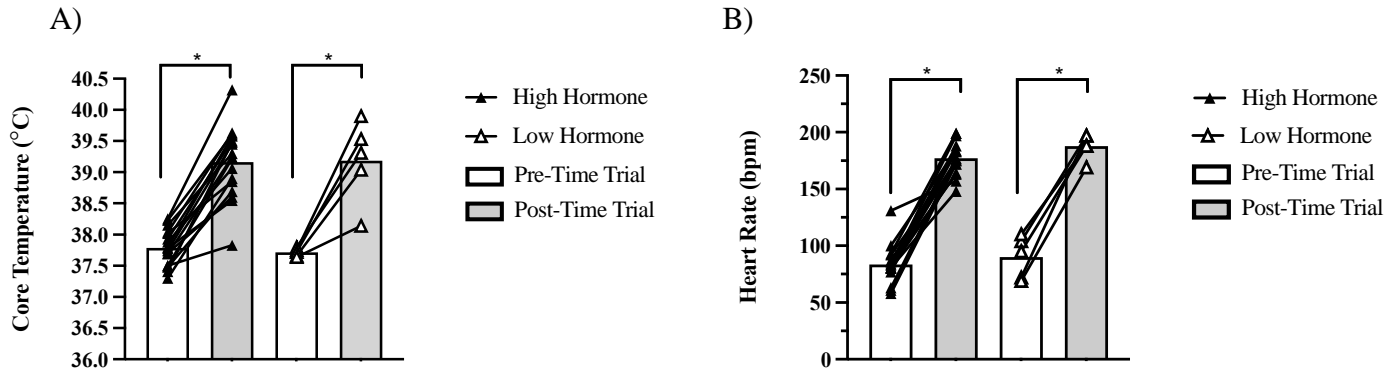 A)
*
*
40.5
40.0
39.5
39.0
38.5
38.0
37.5
37.0
36.5
36.0
Core Temperature (°C)
High Hormone
Low Hormone
Pre-Time Trial
Post-Time Trial
B)
*
*
250
200
150
100
50
0
Heart Rate (bpm)
High Hormone
Low Hormone
Pre-Time Trial
Post-Time Trial